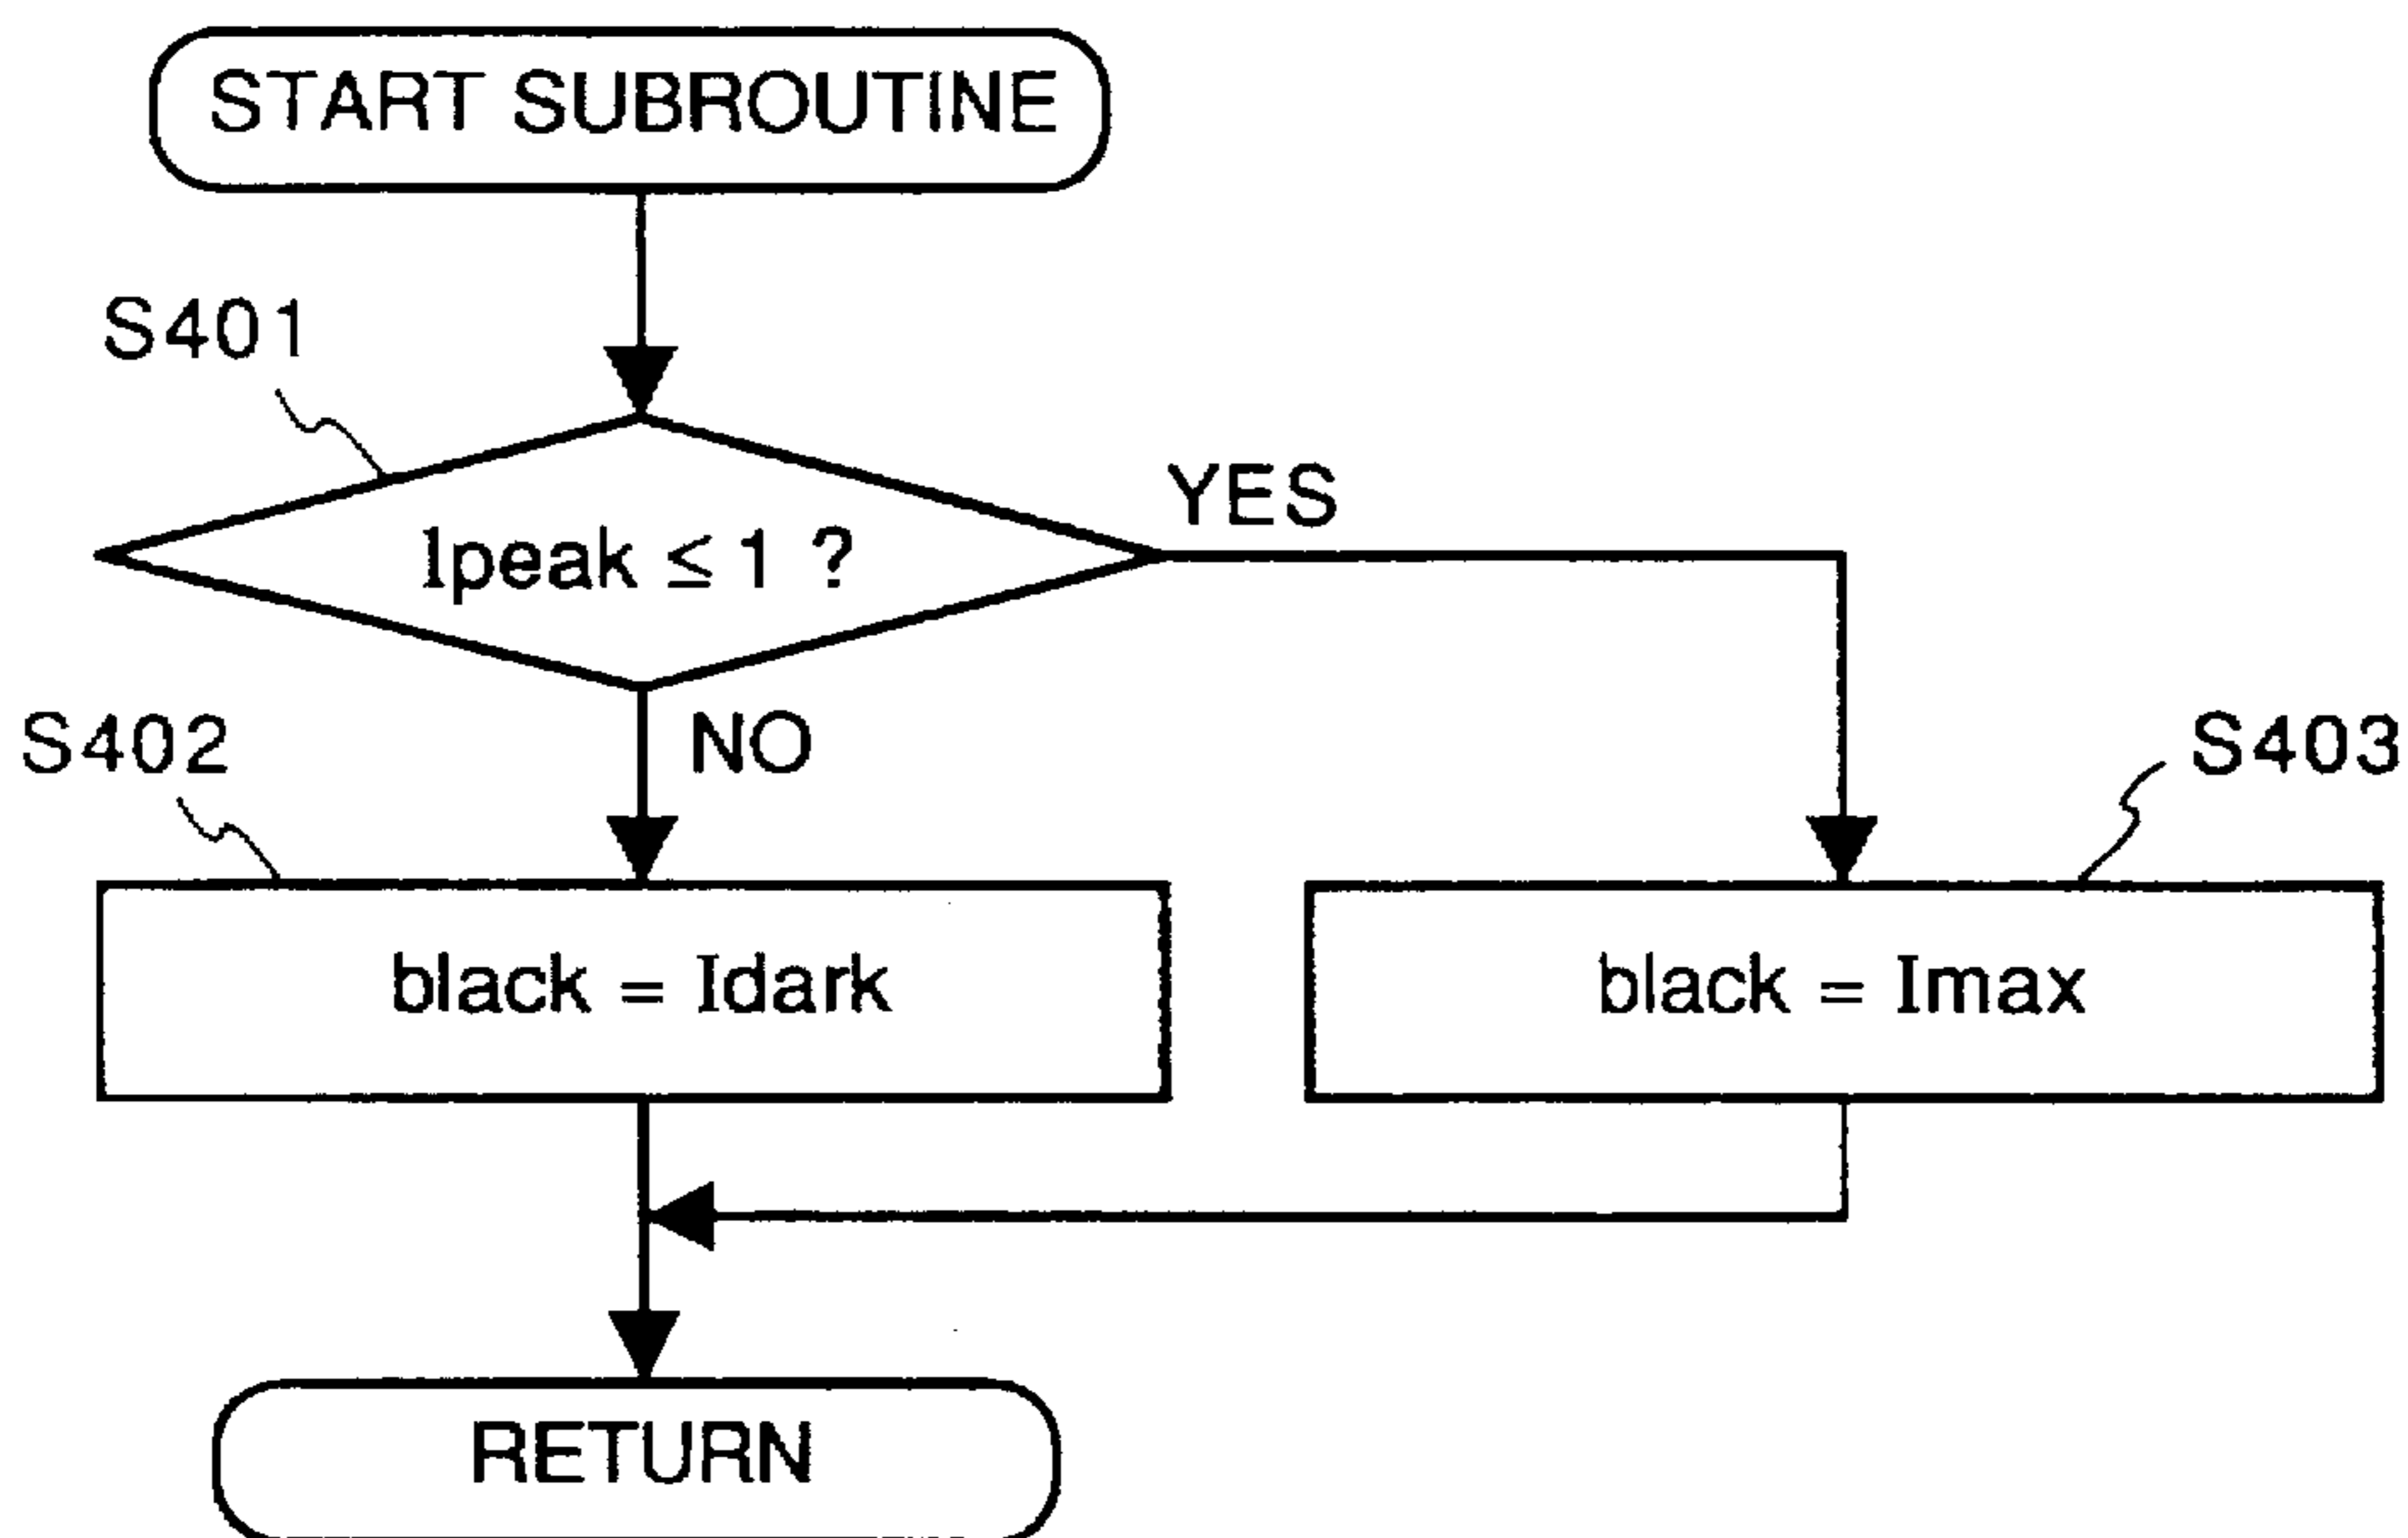 START SUBROUTINE
S401
YES
Ipeak ≤ 1 ?
S402
NO
S403
black = Idark
black = Imax
RETURN